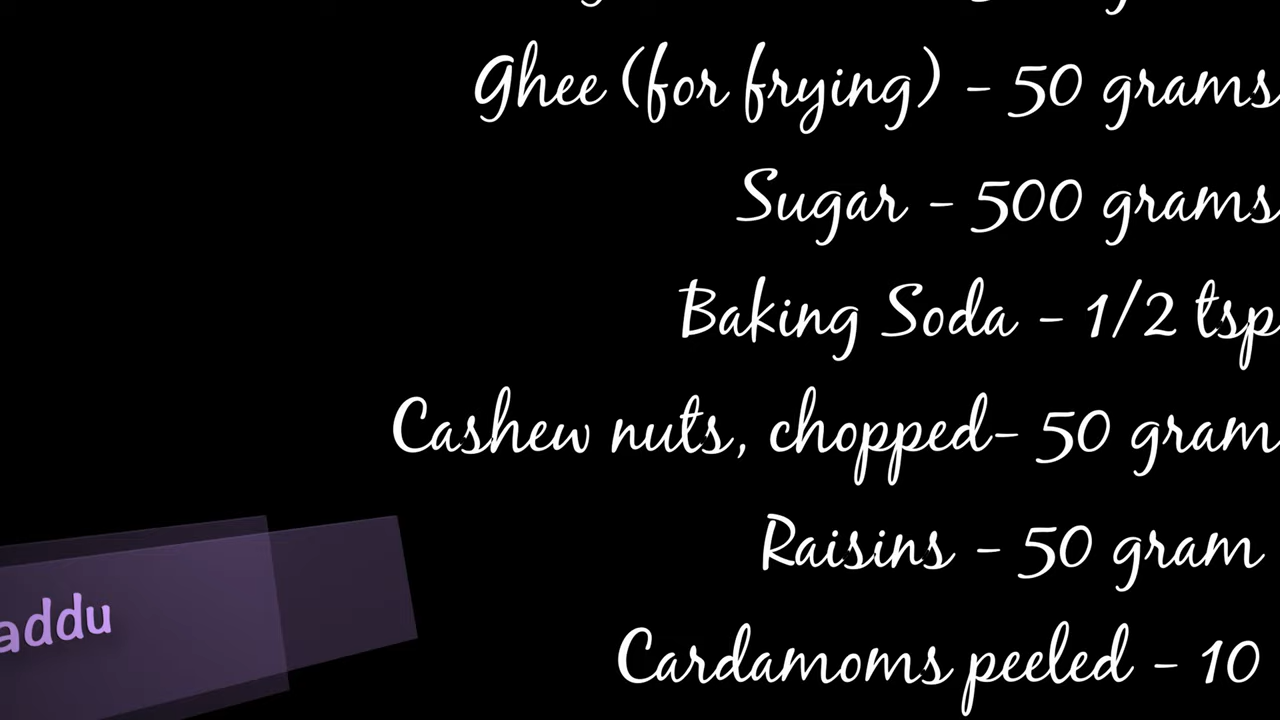 Ghee (for frying) - 50 grams
Sugar - 500 grams
Baking Soda - 1/2 tsp
Cashew nuts, chopped- 50 gram
Raisins - 50 gram
Cardamoms peeled - 10
addu